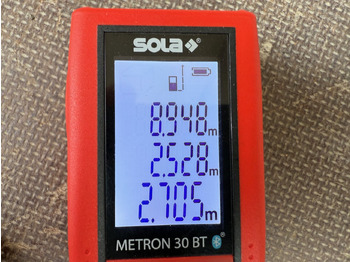 SOLA®
8.948m
2.528m
2.705m
METRON 30 BT ®